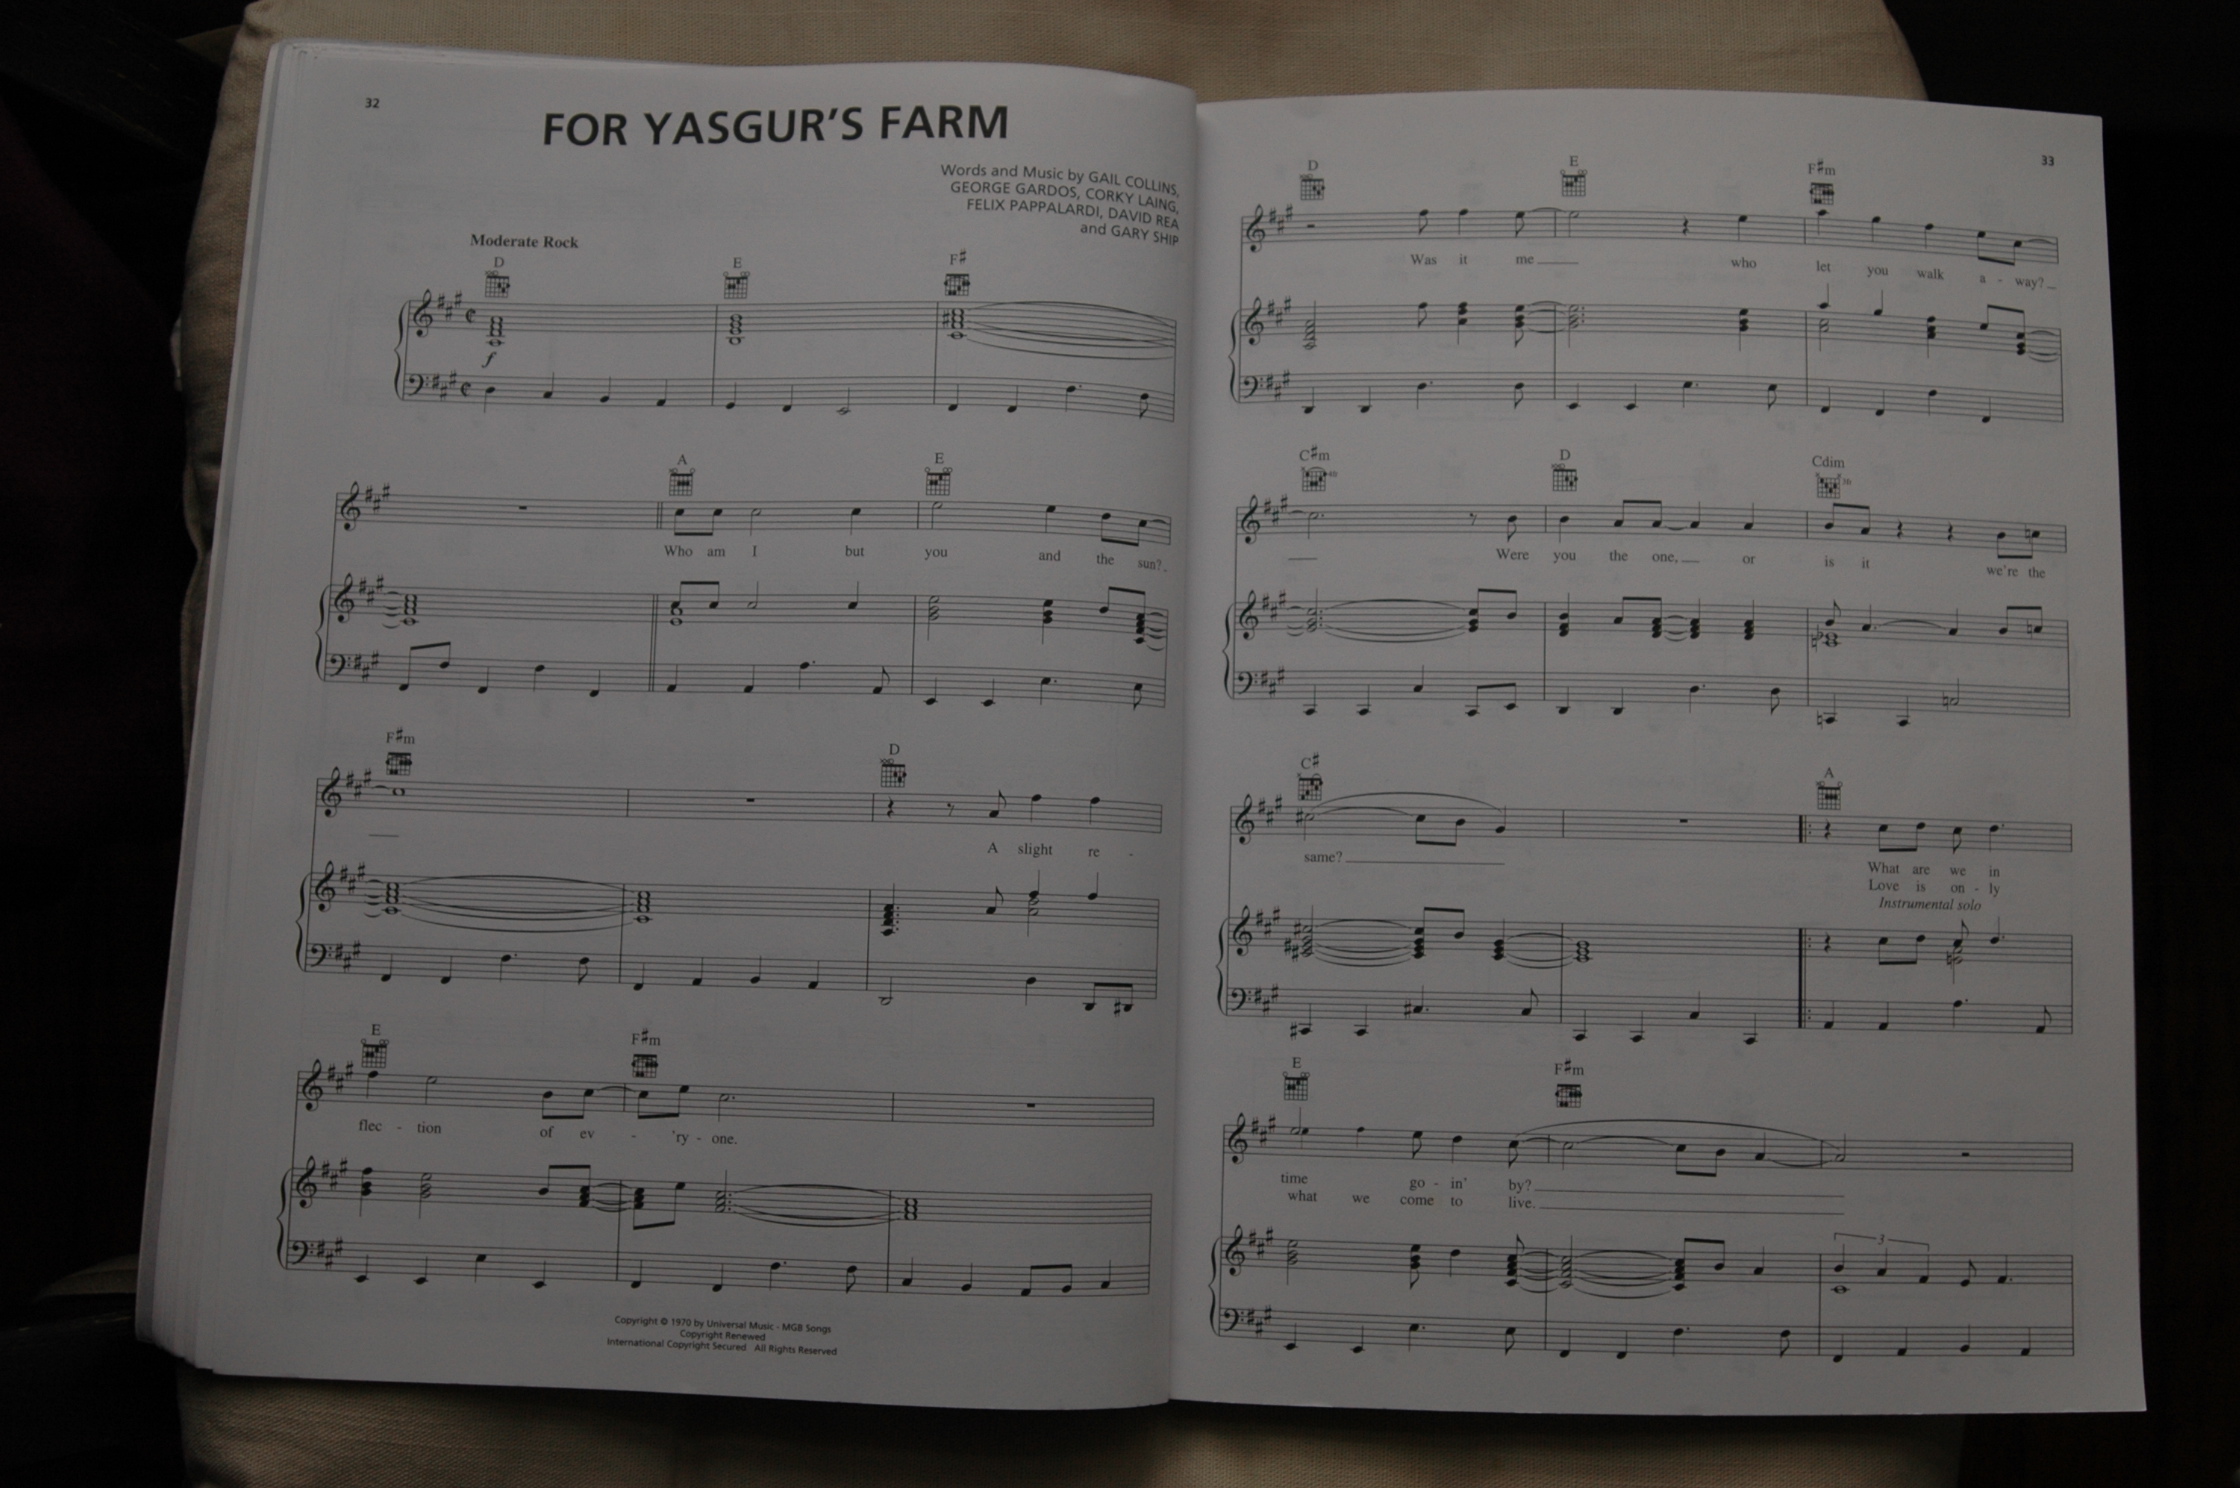 32
FOR YASGUR'S FARM
Words and Music by GAIL COLLINS,
GEORGE GARDOS, CORKY LAING,
FELIX PAPPALARDI, DAVID REA
and GARY SHIP
Moderate Rock
D E F#
f
A E
Who am I but you and the sun?
F#m D
A slight re -
E F#m
flec - tion of ev - 'ry - one.
Copyright © 1970 by Universal Music - MGB Songs
Copyright Renewed
International Copyright Secured All Rights Reserved
33
D E F#m
Was it me who let you walk a - way?
C#m D Cdim
Were you the one, or is it we're the
C# A
same? What are we in
Love is on - ly
Instrumental solo
E F#m
time go - in' by?
what we come to live.
3